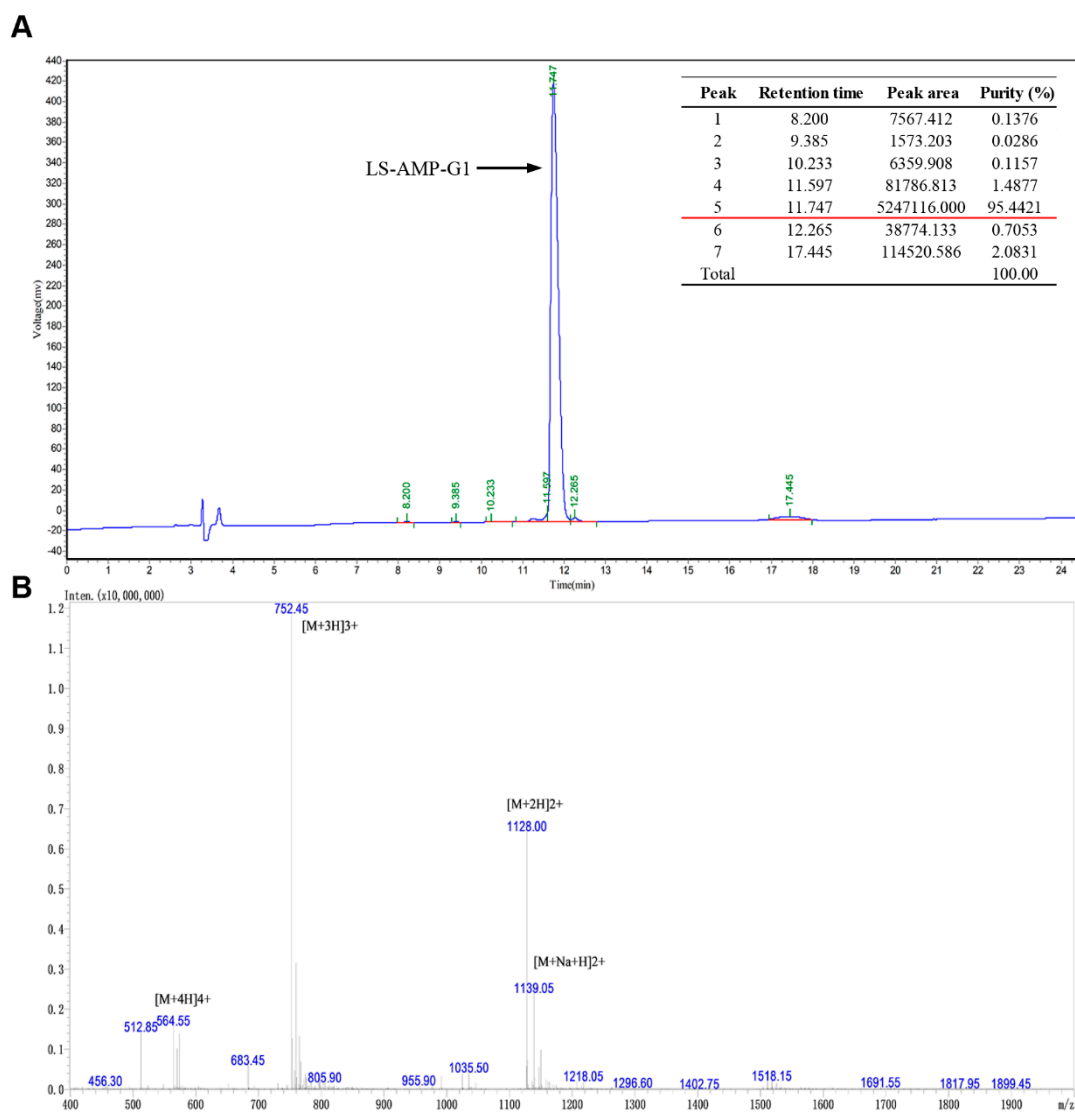 A
440
420
400
380
360
340
320
300
280
260
240
220
200
180
160
140
120
100
80
60
40
20
0
-20
-40
Voltage(mv)
11.747
LS-AMP-G1
8.200
9.385
10.233
11.597
12.265
17.445
Peak Retention time Peak area Purity (%)
1 8.200 7567.412 0.1376
2 9.385 1573.203 0.0286
3 10.233 6359.908 0.1157
4 11.597 81786.813 1.4877
5 11.747 5247116.000 95.4421
6 12.265 38774.133 0.7053
7 17.445 114520.586 2.0831
Total 100.00
0 1 2 3 4 5 6 7 8 9 10 11 12 13 14 15 16 17 18 19 20 21 22 23 24
Time(min)
B
Inten. (x10,000,000)
1.2
1.1
1.0
0.9
0.8
0.7
0.6
0.5
0.4
0.3
0.2
0.1
0.0
752.45
[M+3H]3+
[M+2H]2+
1128.00
[M+Na+H]2+
1139.05
[M+4H]4+
512.85 564.55
683.45
1035.50
456.30 805.90 955.90 1218.05 1296.60 1402.75 1518.15 1691.55 1817.95 1899.45
400 500 600 700 800 900 1000 1100 1200 1300 1400 1500 1600 1700 1800 1900 m/z